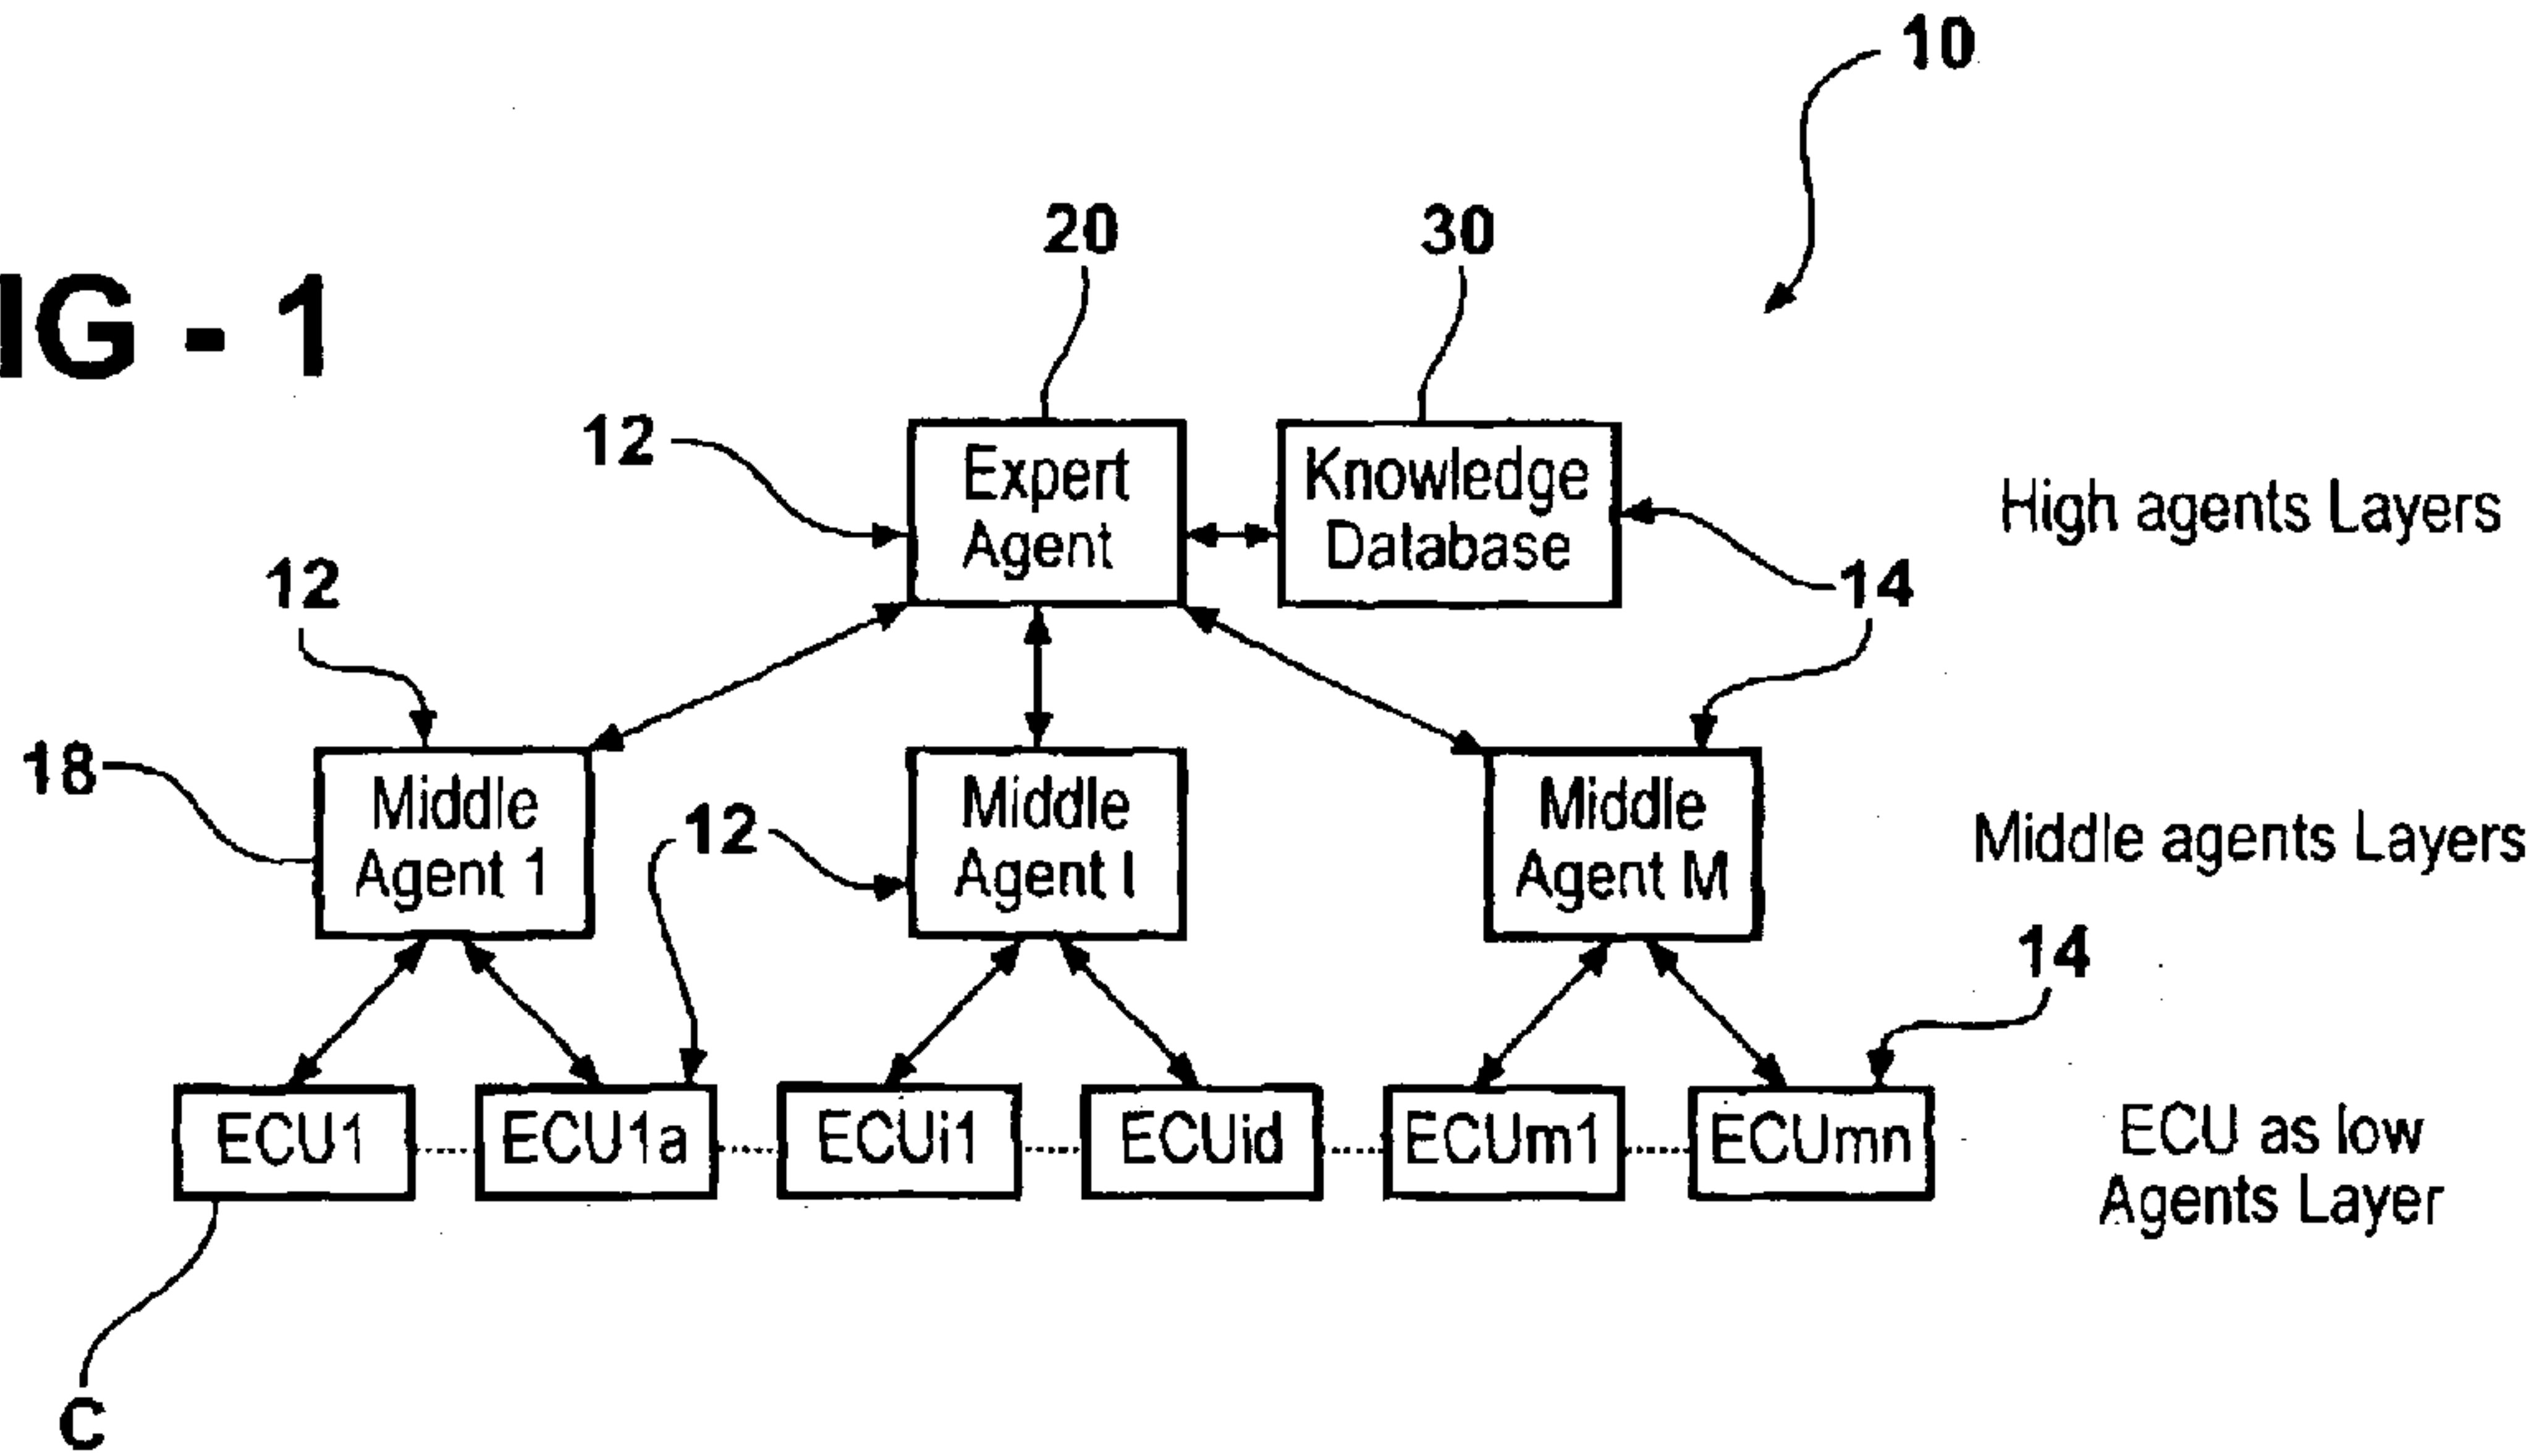 10
20
30
IG - 1
12
Expert
Agent
Knowledge
Database
High agents Layers
12
14
18
Middle
Agent 1
12
Middle
Agent I
Middle
Agent M
Middle agents Layers
14
ECU1
ECU1a
ECUi1
ECUid
ECUm1
ECUmn
ECU as low
Agents Layer
C